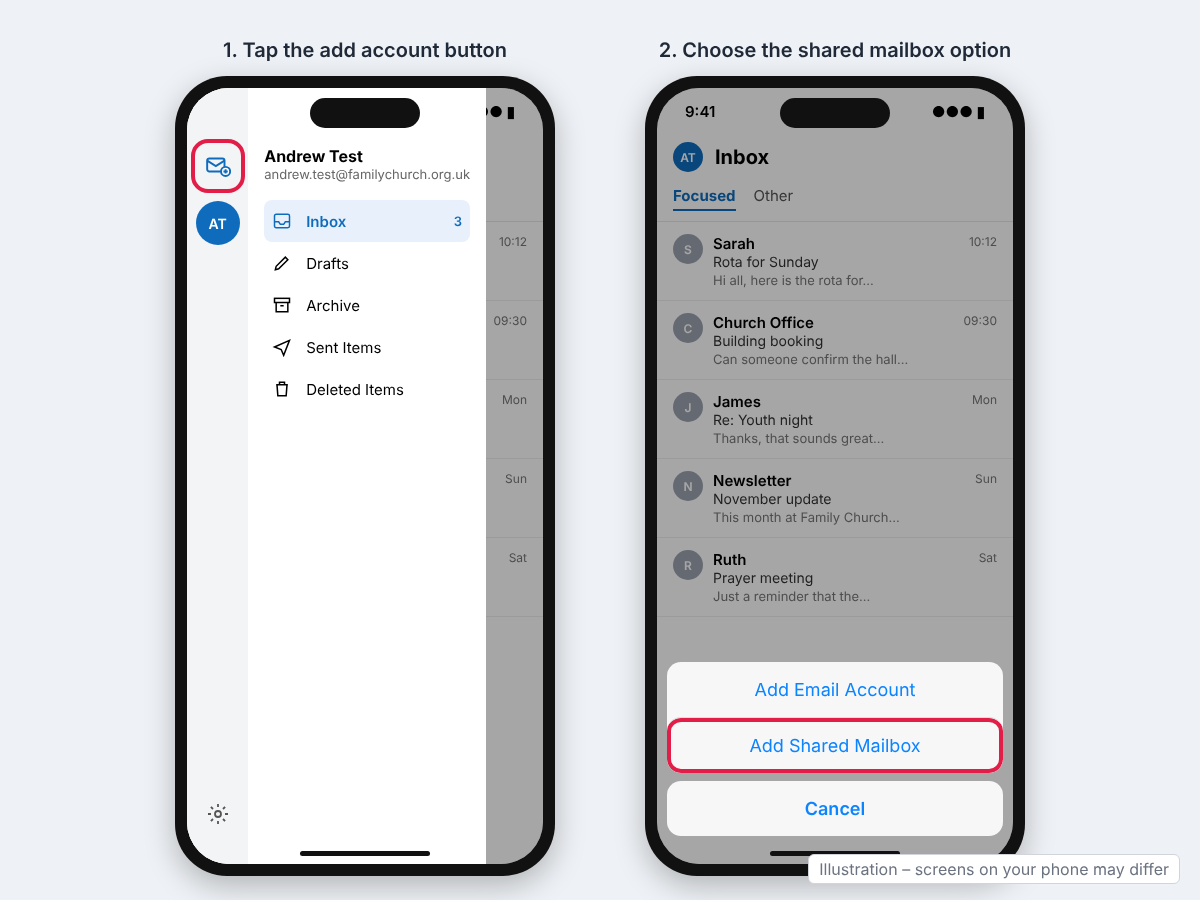 1. Tap the add account button
Andrew Test
andrew.test@familychurch.org.uk
AT
Inbox 3
Drafts
Archive
Sent Items
Deleted Items
10:12
09:30
Mon
Sun
Sat
2. Choose the shared mailbox option
9:41
AT Inbox
Focused Other
S Sarah 10:12
Rota for Sunday
Hi all, here is the rota for...
C Church Office 09:30
Building booking
Can someone confirm the hall...
J James Mon
Re: Youth night
Thanks, that sounds great...
N Newsletter Sun
November update
This month at Family Church...
R Ruth Sat
Prayer meeting
Just a reminder that the...
Add Email Account
Add Shared Mailbox
Cancel
Illustration – screens on your phone may differ